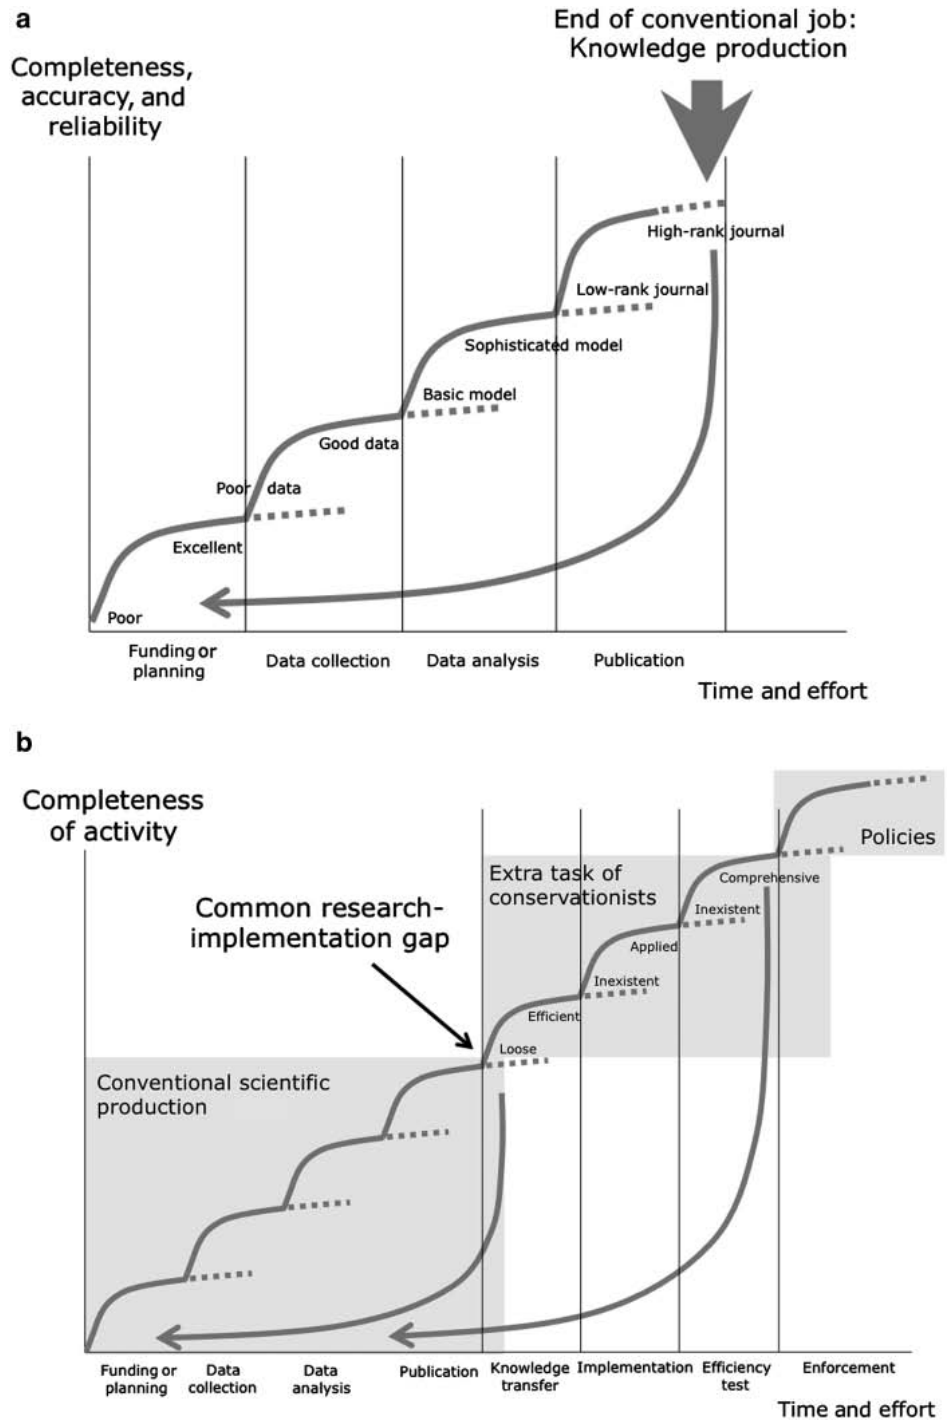 a
End of conventional job:
Knowledge production
Completeness,
accuracy, and
reliability
High-rank journal
Low-rank journal
Sophisticated model
Basic model
Good data
Poor data
Excellent
Poor
Funding or
planning
Data collection
Data analysis
Publication
Time and effort
b
Completeness
of activity
Policies
Extra task of
conservationists
Comprehensive
Common research-
implementation gap
Inexistent
Applied
Inexistent
Efficient
Loose
Conventional scientific
production
Funding or
planning
Data
collection
Data
analysis
Publication
Knowledge
transfer
Implementation
Efficiency
test
Enforcement
Time and effort